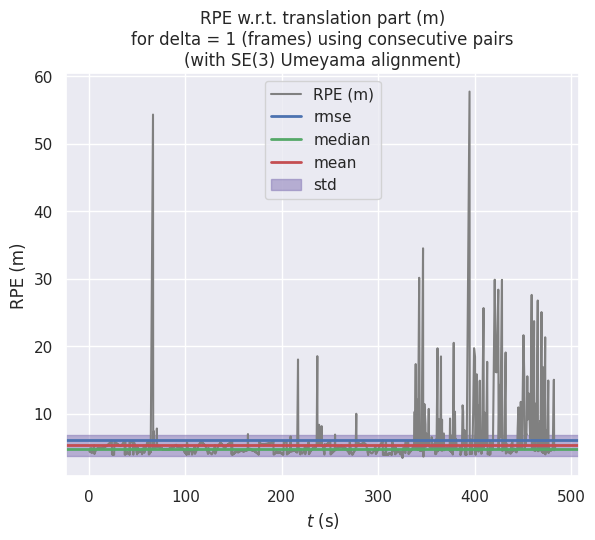 RPE w.r.t. translation part (m)
for delta = 1 (frames) using consecutive pairs
(with SE(3) Umeyama alignment)
60
50
40
30
20
10
RPE (m)
RPE (m)
rmse
median
mean
std
0
100
200
300
400
500
t (s)